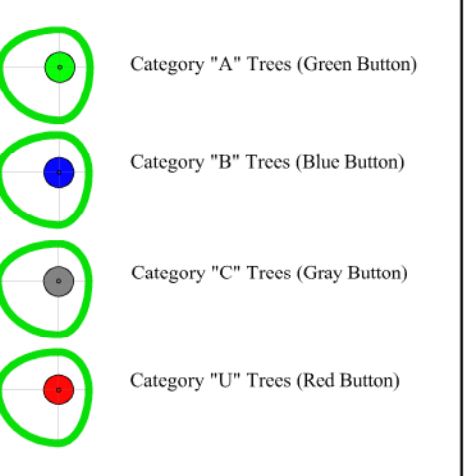 Category "A" Trees (Green Button)
Category "B" Trees (Blue Button)
Category "C" Trees (Gray Button)
Category "U" Trees (Red Button)